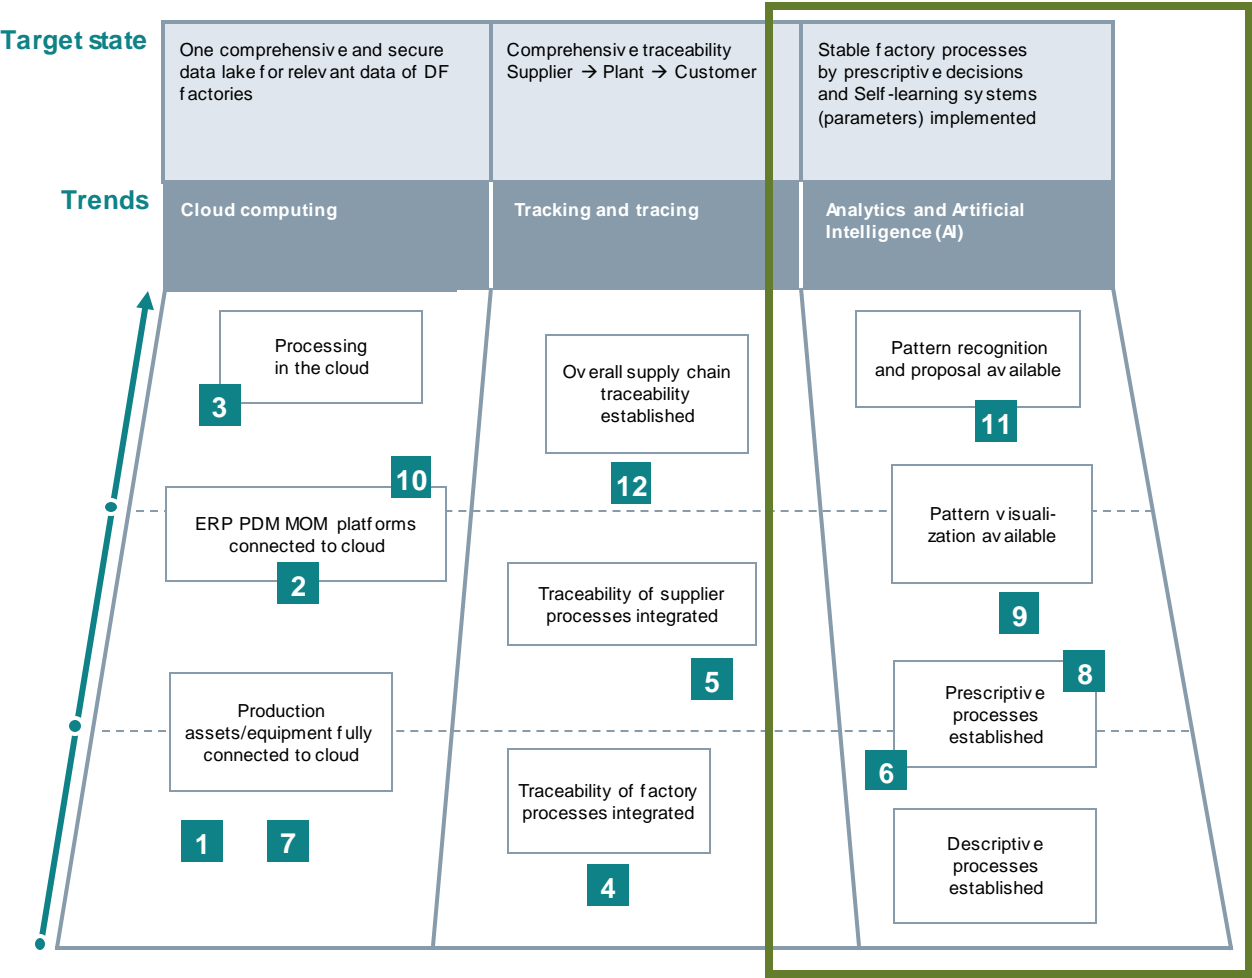 Target state
One comprehensive and secure
data lake for relevant data of DF
factories
Comprehensive traceability
Supplier → Plant → Customer
Stable factory processes
by prescriptive decisions
and Self-learning systems
(parameters) implemented
Trends
Cloud computing
Tracking and tracing
Analytics and Artificial
Intelligence (AI)
Processing
in the cloud
3
10
ERP PDM MOM platforms
connected to cloud
2
Production
assets/equipment fully
connected to cloud
1
7
Overall supply chain
traceability
established
12
Traceability of supplier
processes integrated
5
Traceability of factory
processes integrated
4
Pattern recognition
and proposal available
11
Pattern visuali-
zation available
9
8
Prescriptive
processes
established
6
Descriptive
processes
established